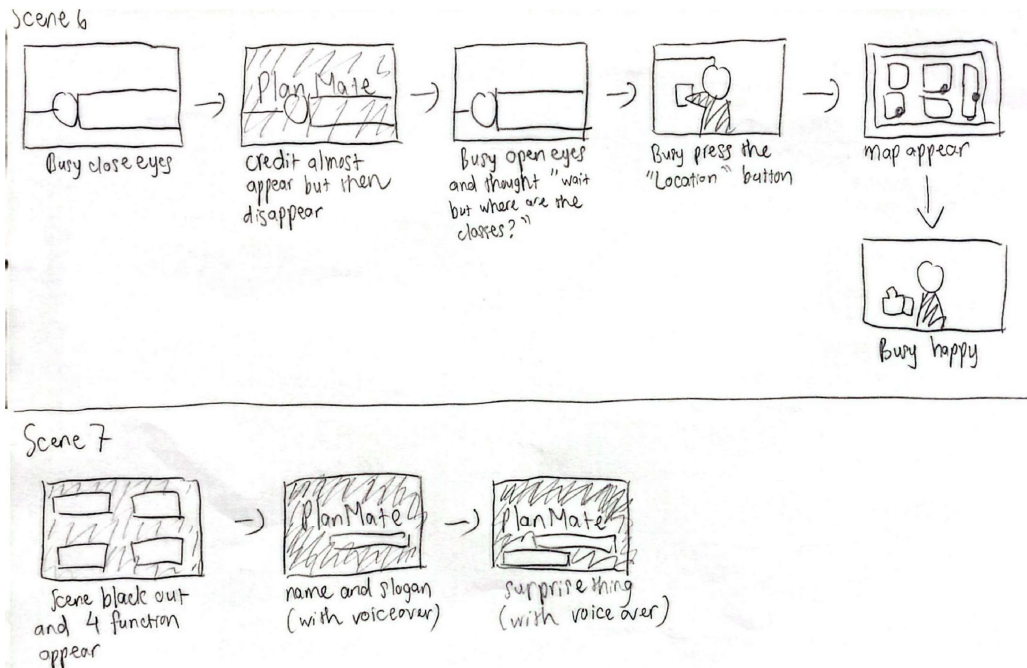 Scene 6
Busy close eyes
Plan Mate
credit almost
appear but then
disappear
Busy open eyes
and thought "wait
but where are the
classes?"
Busy press the
"Location" button
map appear
Busy happy
Scene 7
scene black out
and 4 function
appear
PlanMate
name and slogan
(with voiceover)
PlanMate
surprise thing
(with voice over)